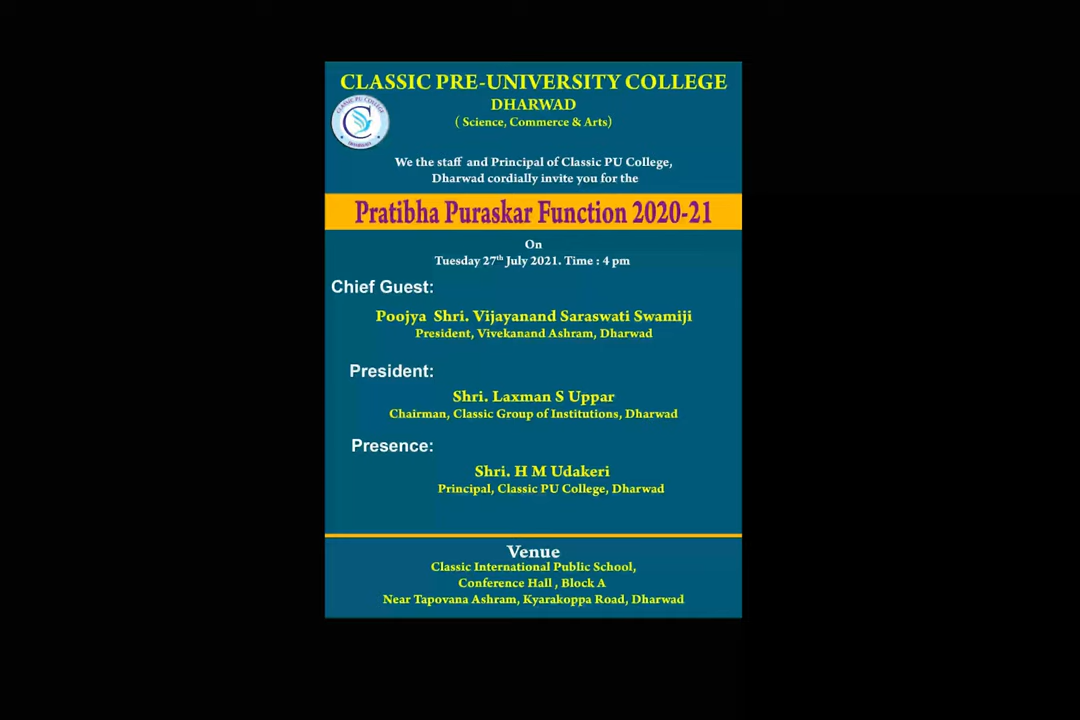 CLASSIC PRE-UNIVERSITY COLLEGE
DHARWAD
( Science, Commerce & Arts)
CLASSIC PU COLLEGE
DHARWAD
We the staff and Principal of Classic PU College,
Dharwad cordially invite you for the
Pratibha Puraskar Function 2020-21
On
Tuesday 27th July 2021. Time : 4 pm
Chief Guest:
Poojya Shri. Vijayanand Saraswati Swamiji
President, Vivekanand Ashram, Dharwad
President:
Shri. Laxman S Uppar
Chairman, Classic Group of Institutions, Dharwad
Presence:
Shri. H M Udakeri
Principal, Classic PU College, Dharwad
Venue
Classic International Public School,
Conference Hall , Block A
Near Tapovana Ashram, Kyarakoppa Road, Dharwad